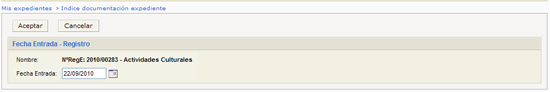 Mis expedientes > Indice documentación expediente
Aceptar Cancelar
Fecha Entrada - Registro
Nombre: NºRegE: 2010/00283 - Actividades Culturales
Fecha Entrada: 22/09/2010